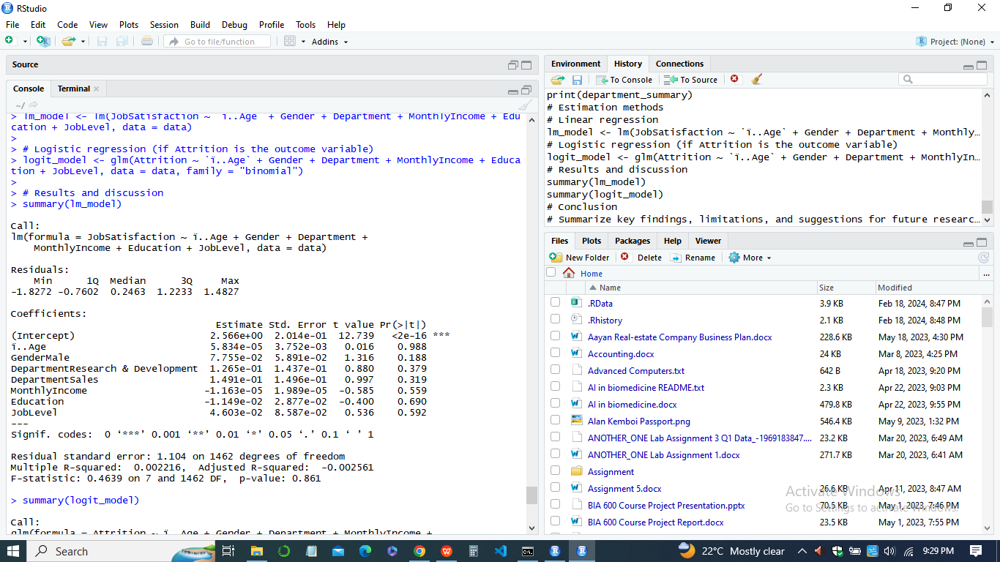 RStudio
File Edit Code View Plots Session Build Debug Profile Tools Help
Go to file/function Addins Project: (None)
Source
Console Terminal
~/
> lm_model <- lm(JobSatisfaction ~ `ï..Age` + Gender + Department + MonthlyIncome + Edu
cation + JobLevel, data = data)
>
> # Logistic regression (if Attrition is the outcome variable)
> logit_model <- glm(Attrition ~ `ï..Age` + Gender + Department + MonthlyIncome + Educa
tion + JobLevel, data = data, family = "binomial")
>
> # Results and discussion
> summary(lm_model)
Call:
lm(formula = JobSatisfaction ~ ï..Age + Gender + Department +
MonthlyIncome + Education + JobLevel, data = data)
Residuals:
Min 1Q Median 3Q Max
-1.8272 -0.7602 0.2463 1.2233 1.4827
Coefficients:
Estimate Std. Error t value Pr(>|t|)
(Intercept) 2.566e+00 2.014e-01 12.739 <2e-16 ***
ï..Age 5.834e-05 3.752e-03 0.016 0.988
GenderMale 7.755e-02 5.891e-02 1.316 0.188
DepartmentResearch & Development 1.265e-01 1.437e-01 0.880 0.379
DepartmentSales 1.491e-01 1.496e-01 0.997 0.319
MonthlyIncome -1.163e-05 1.989e-05 -0.585 0.559
Education -1.149e-02 2.877e-02 -0.400 0.690
JobLevel 4.603e-02 8.587e-02 0.536 0.592
---
Signif. codes: 0 ‘***’ 0.001 ‘**’ 0.01 ‘*’ 0.05 ‘.’ 0.1 ‘ ’ 1
Residual standard error: 1.104 on 1462 degrees of freedom
Multiple R-squared: 0.002216, Adjusted R-squared: -0.002561
F-statistic: 0.4639 on 7 and 1462 DF, p-value: 0.861
> summary(logit_model)
Call:
glm(formula = Attrition ~ ï..Age + Gender + Department + MonthlyIncome +
Environment History Connections
To Console To Source
print(department_summary)
# Estimation methods
# Linear regression
lm_model <- lm(JobSatisfaction ~ `ï..Age` + Gender + Department + Monthly…
# Logistic regression (if Attrition is the outcome variable)
logit_model <- glm(Attrition ~ `ï..Age` + Gender + Department + MonthlyIn…
# Results and discussion
summary(lm_model)
summary(logit_model)
# Conclusion
# Summarize key findings, limitations, and suggestions for future researc…
Files Plots Packages Help Viewer
New Folder Delete Rename More
Home ...
Name Size Modified
.RData 3.9 KB Feb 18, 2024, 8:47 PM
.Rhistory 2.1 KB Feb 18, 2024, 8:48 PM
Aayan Real-estate Company Business Plan.docx 228.6 KB May 18, 2023, 4:30 PM
Accounting.docx 24 KB Mar 8, 2023, 4:25 PM
Advanced Computers.txt 642 B Apr 18, 2023, 9:20 PM
AI in biomedicine README.txt 2.3 KB Apr 22, 2023, 9:03 PM
AI in biomedicine.docx 479.8 KB Apr 22, 2023, 9:55 PM
Alan Kemboi Passport.png 546.4 KB May 9, 2023, 1:32 PM
ANOTHER_ONE Lab Assignment 3 Q1 Data_-1969183847.... 23.2 KB Mar 20, 2023, 6:49 AM
ANOTHER_ONE Lab Assignment 1.docx 271.7 KB Mar 20, 2023, 6:41 AM
Assignment
Assignment 5.docx 26.6 KB Apr 11, 2023, 8:47 AM
BIA 600 Course Project Presentation.pptx 70.5 KB May 1, 2023, 7:46 PM
BIA 600 Course Project Report.docx 23.5 KB May 1, 2023, 7:55 PM
Activate Windows
Go to Settings to activate Windows.
Search 22°C Mostly clear 9:29 PM